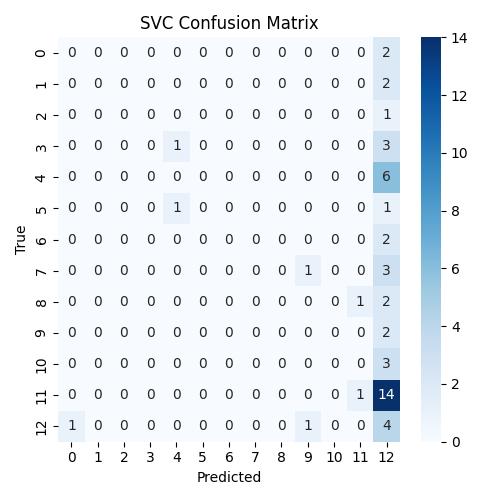 SVC Confusion Matrix
0 0 0 0 0 0 0 0 0 0 0 0 0 2
1 0 0 0 0 0 0 0 0 0 0 0 0 2
2 0 0 0 0 0 0 0 0 0 0 0 0 1
3 0 0 0 0 1 0 0 0 0 0 0 0 3
4 0 0 0 0 0 0 0 0 0 0 0 0 6
5 0 0 0 0 1 0 0 0 0 0 0 0 1
6 0 0 0 0 0 0 0 0 0 0 0 0 2
7 0 0 0 0 0 0 0 0 0 1 0 0 3
8 0 0 0 0 0 0 0 0 0 0 0 1 2
9 0 0 0 0 0 0 0 0 0 0 0 0 2
10 0 0 0 0 0 0 0 0 0 0 0 0 3
11 0 0 0 0 0 0 0 0 0 0 0 1 14
12 1 0 0 0 0 0 0 0 0 1 0 0 4
0 1 2 3 4 5 6 7 8 9 10 11 12
Predicted
True
14
12
10
8
6
4
2
0